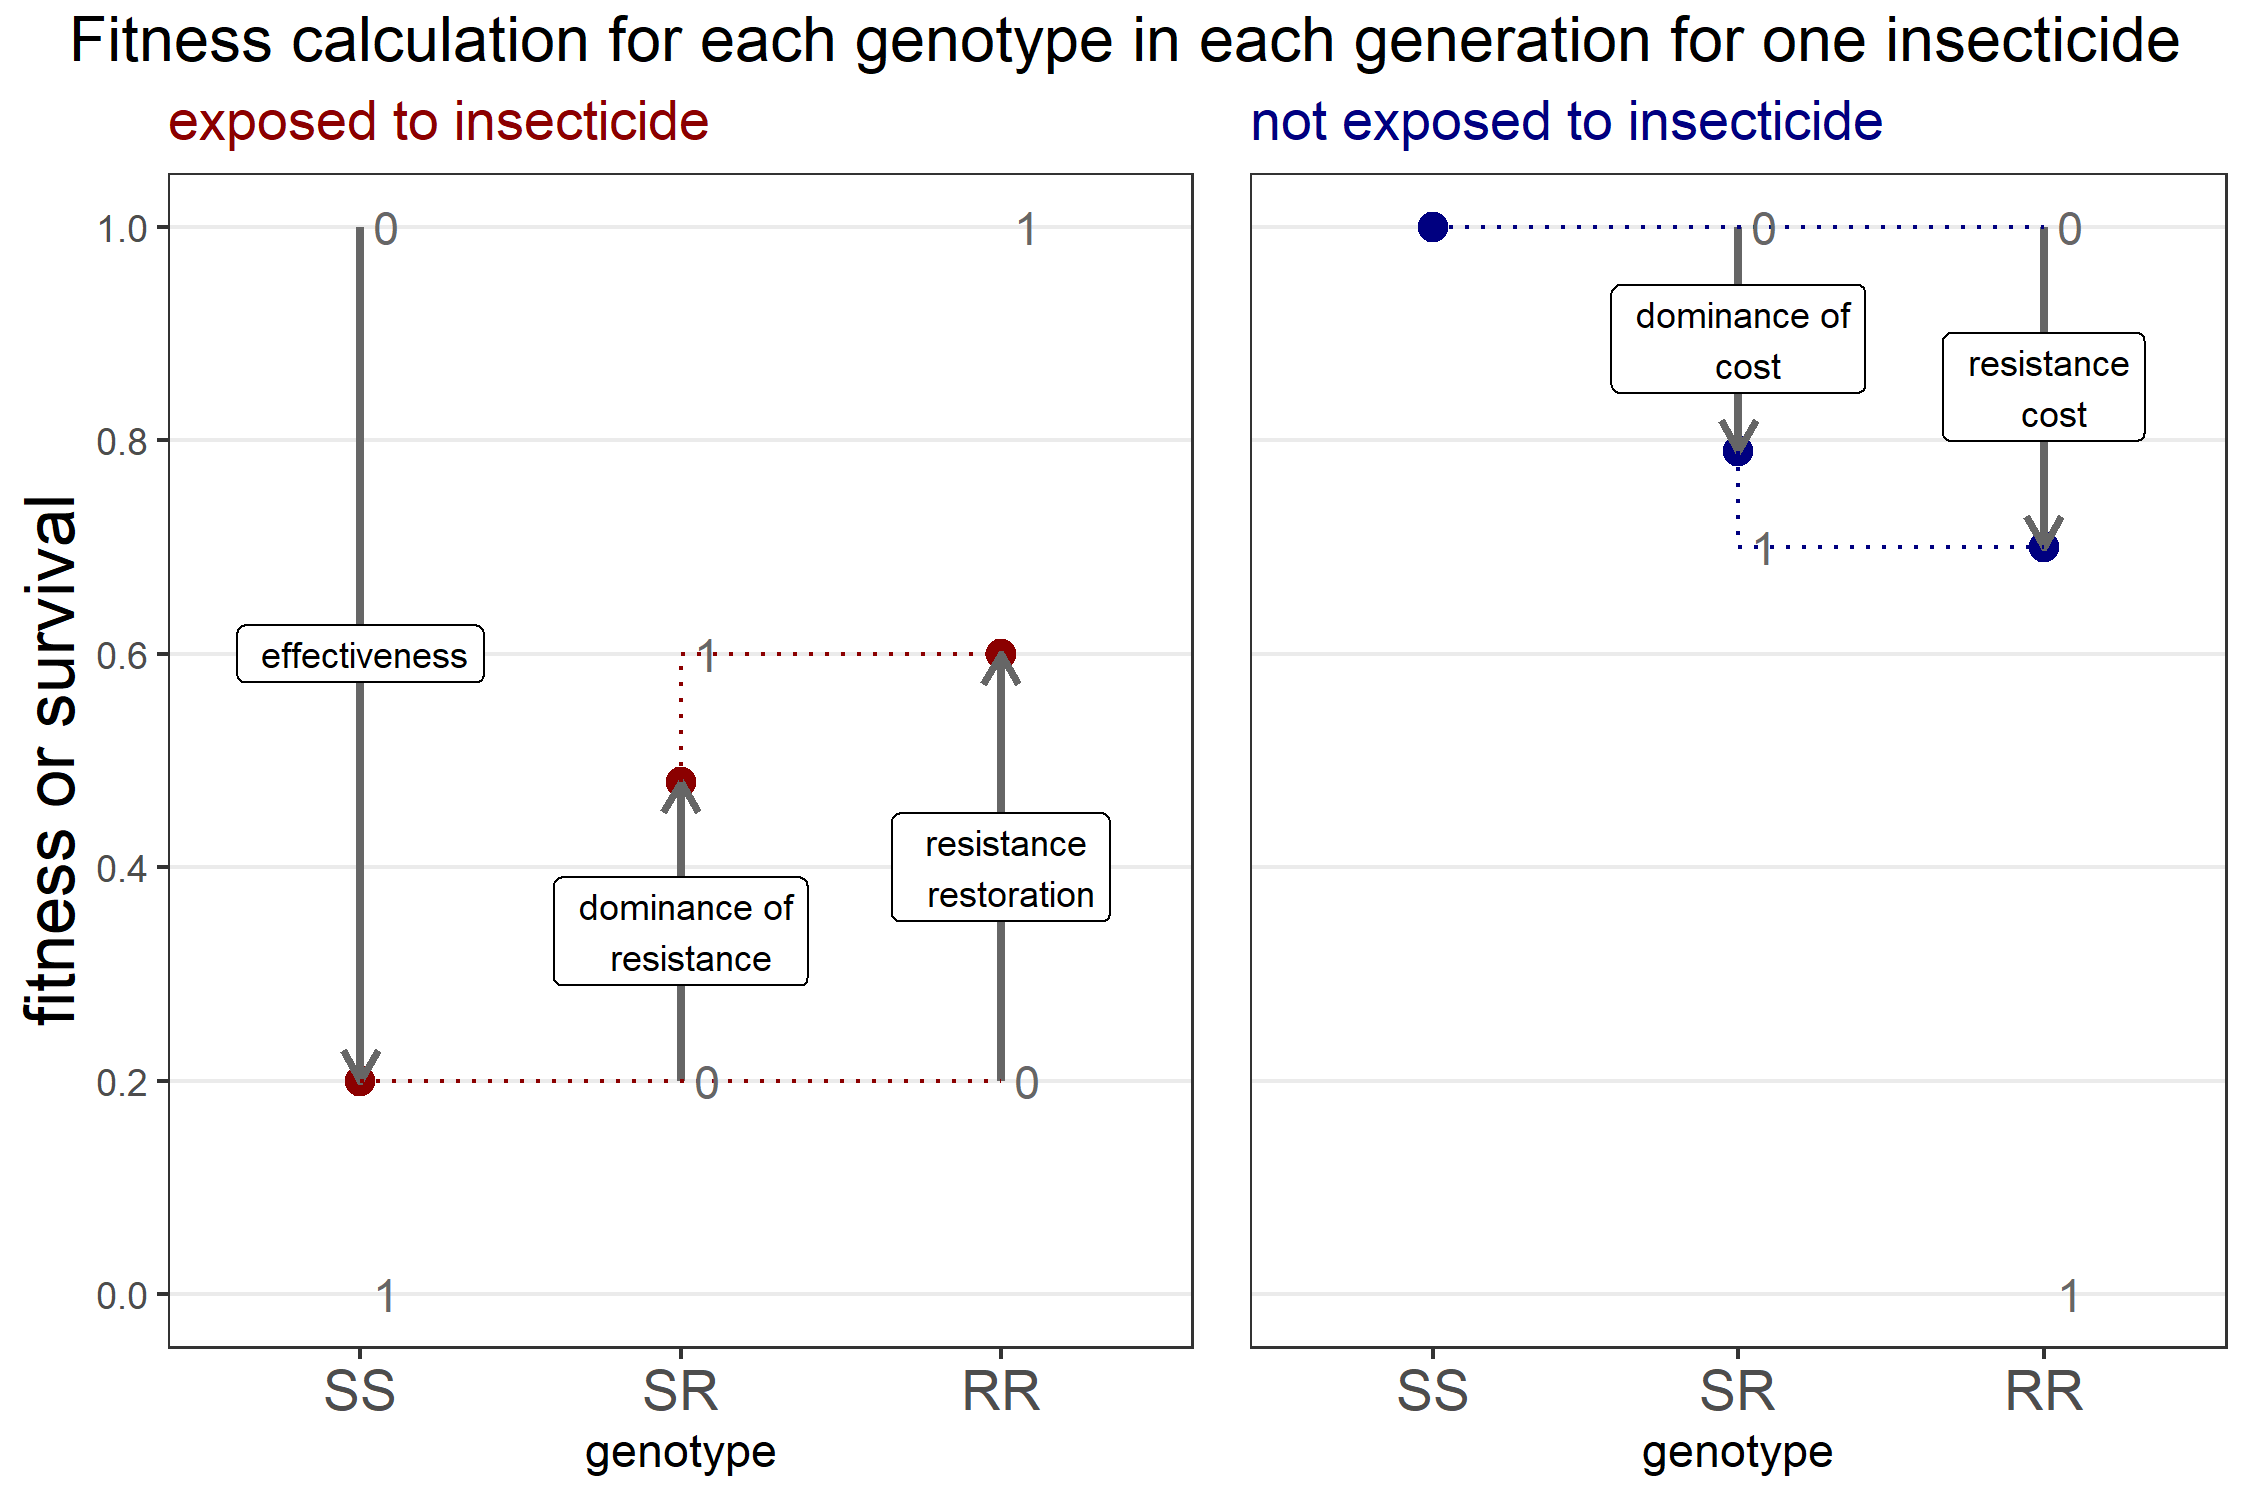 Fitness calculation for each genotype in each generation for one insecticide
exposed to insecticide
not exposed to insecticide
fitness or survival
1.0
0.8
0.6
0.4
0.2
0.0
0
1
effectiveness
1
dominance of
resistance
0
1
resistance
restoration
0
SS
SR
RR
genotype
0
dominance of
cost
1
0
resistance
cost
1
SS
SR
RR
genotype